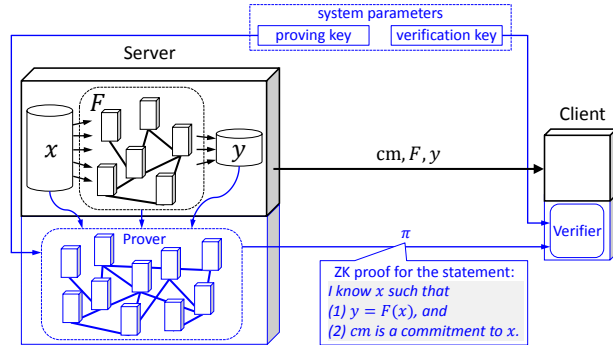 system parameters
proving key
verification key
Server
Client
F
x
y
cm, F, y
Prover
π
Verifier
ZK proof for the statement:
I know x such that
(1) y = F(x), and
(2) cm is a commitment to x.